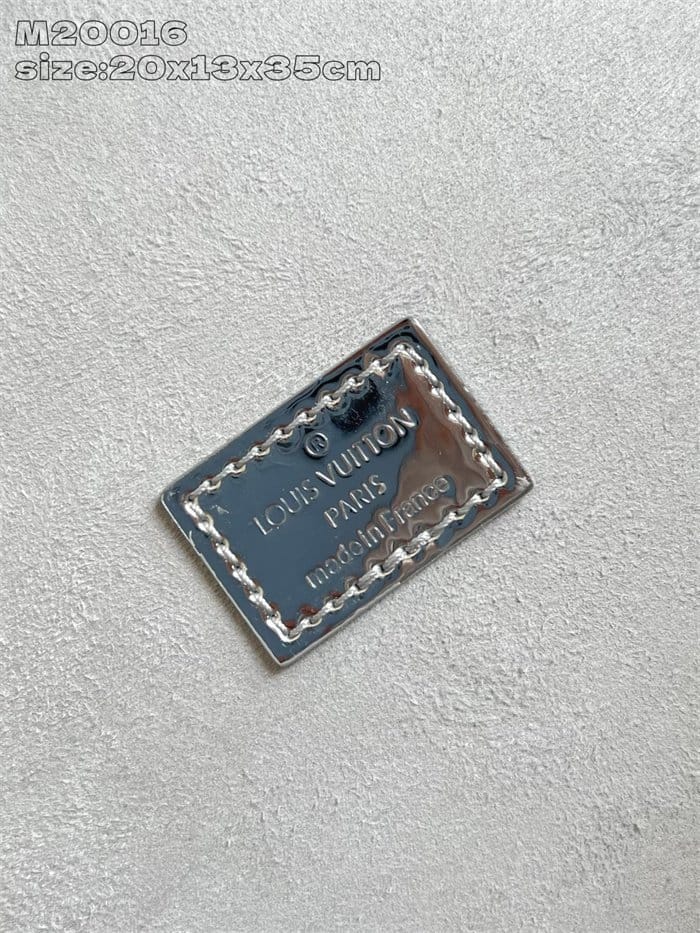 M20016
size:20x13x35cm
®
LOUIS VUITTON
PARIS
made in France